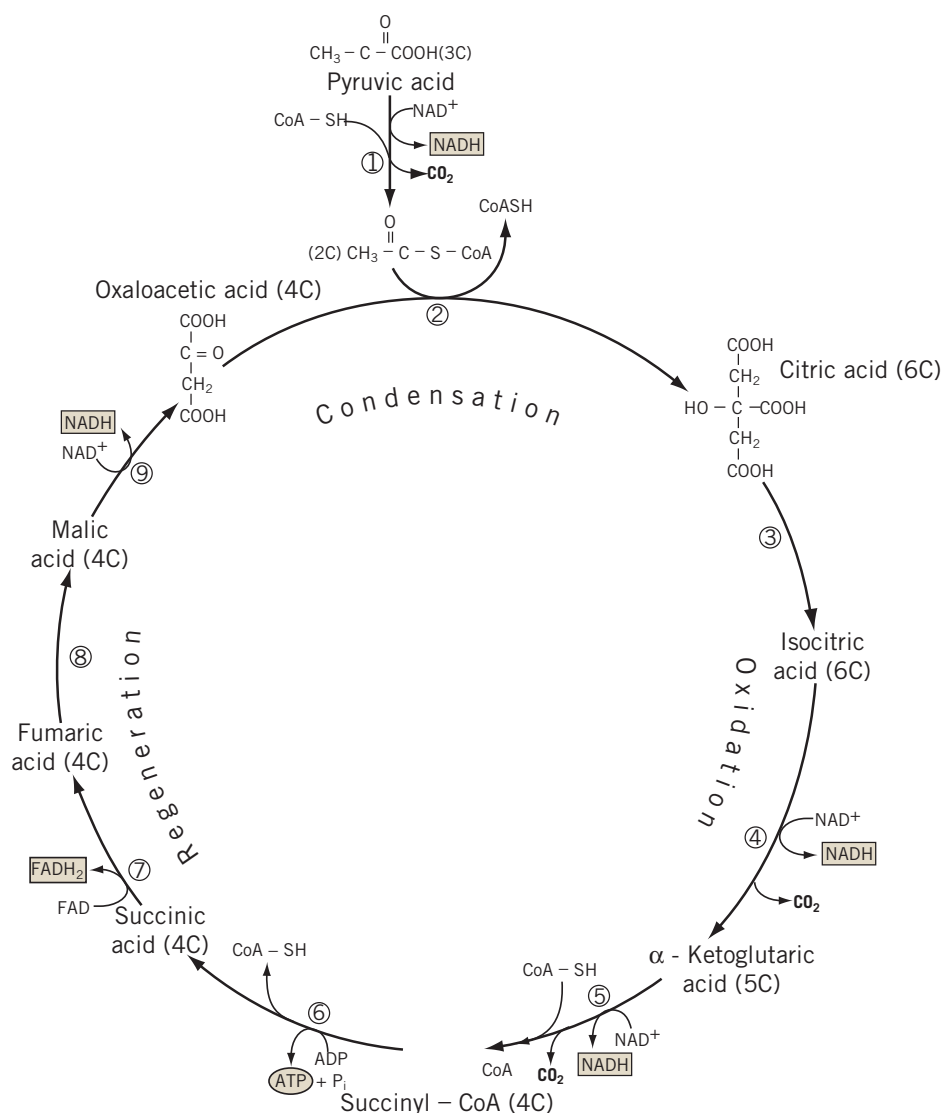 O
CH₃ – C – COOH(3C)
Pyruvic acid
NAD⁺
CoA – SH
NADH
①
CO₂
CoASH
O
(2C) CH₃ – C – S – CoA
Oxaloacetic acid (4C)
②
COOH
C = O
CH₂
COOH
COOH
CH₂
HO – C – COOH
CH₂
COOH
Citric acid (6C)
Condensation
NADH
NAD⁺
⑨
③
Malic
acid (4C)
Isocitric
acid (6C)
⑧
Regeneration
Oxidation
Fumaric
acid (4C)
④
NAD⁺
NADH
CO₂
⑦
FADH₂
FAD
Succinic
acid (4C)
α - Ketoglutaric
acid (5C)
CoA – SH
CoA – SH
⑤
⑥
NAD⁺
ADP
NADH
CoA
CO₂
ATP + Pᵢ
Succinyl – CoA (4C)